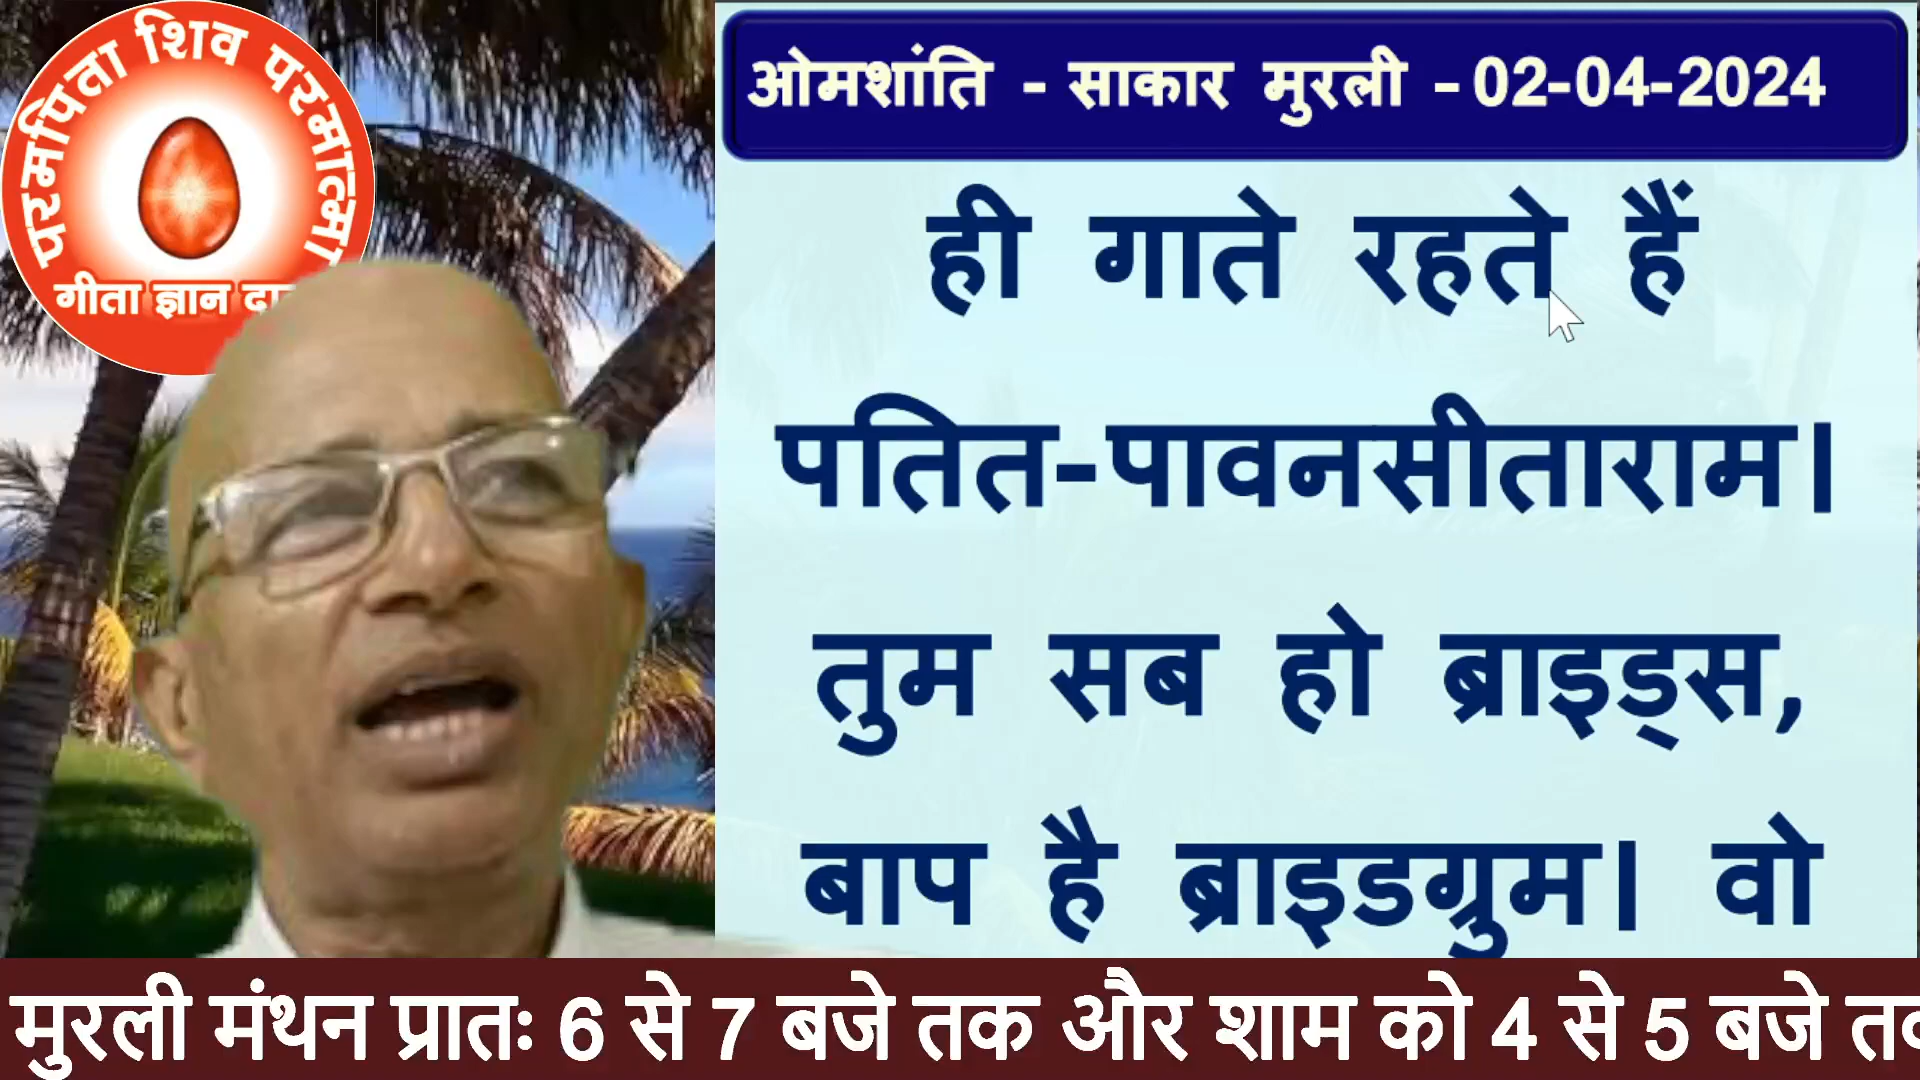 परमपिता शिव परमात्मा
गीता ज्ञान
ओमशांति - साकार मुरली - 02-04-2024
ही गाते रहते हैं
पतित-पावनसीताराम।
तुम सब हो ब्राइड्स,
बाप है ब्राइडग्रुम। वो
मुरली मंथन प्रातः 6 से 7 बजे तक और शाम को 4 से 5 बजे